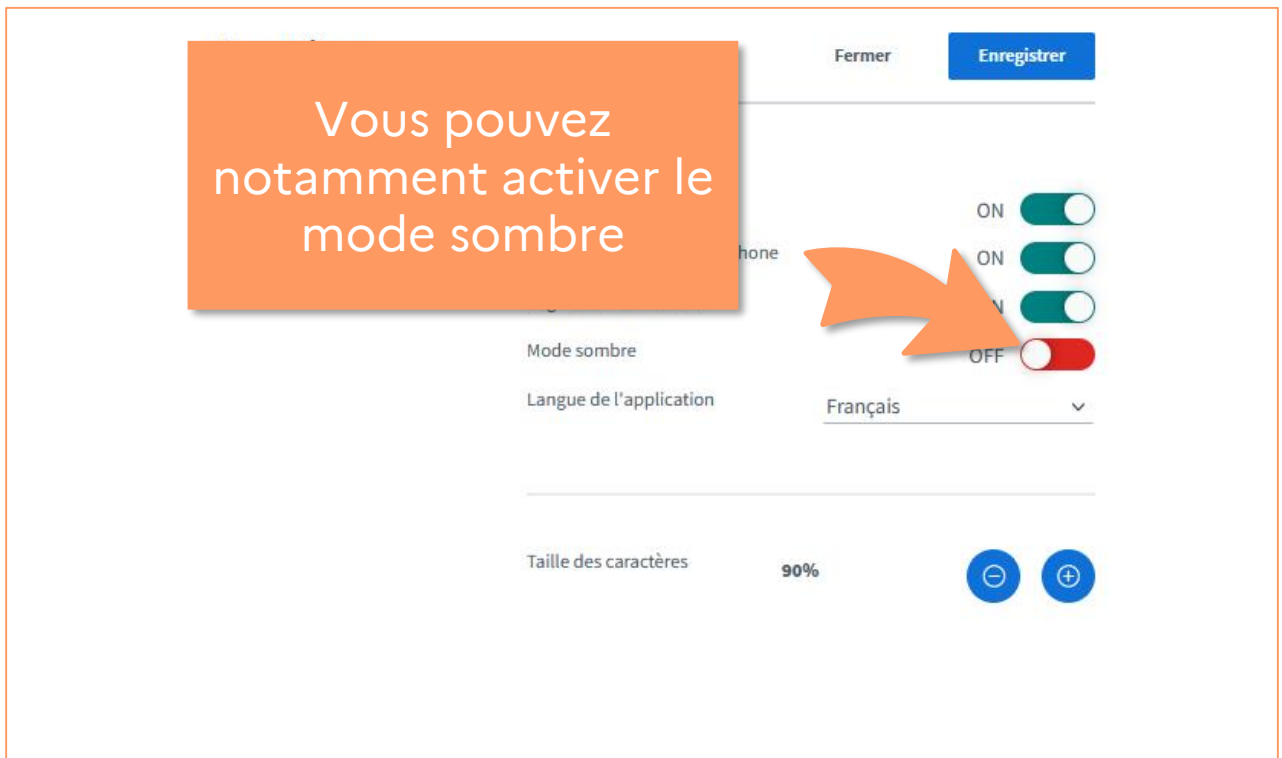 Fermer Enregistrer
Vous pouvez
notamment activer le
mode sombre
ON
hone ON
Mode sombre OFF
Langue de l'application Français
Taille des caractères 90%